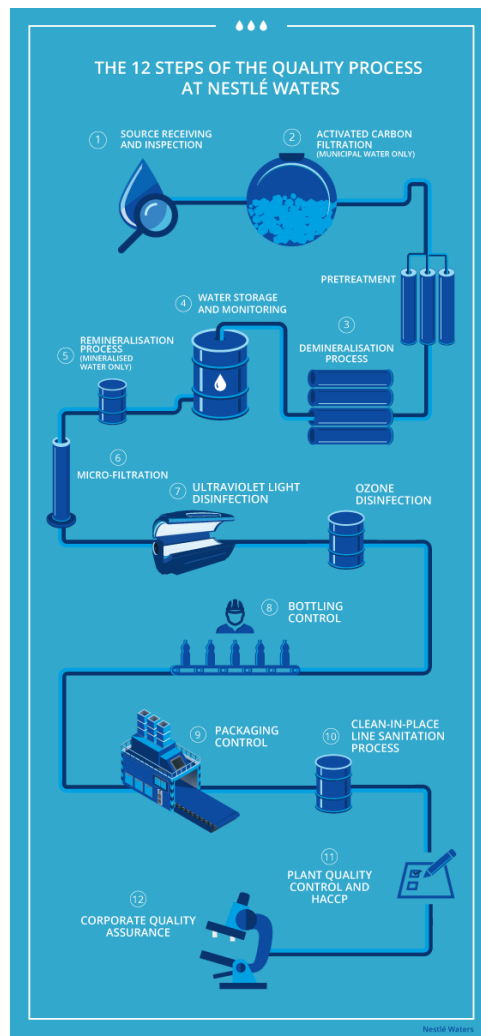 THE 12 STEPS OF THE QUALITY PROCESS
AT NESTLÉ WATERS
1
SOURCE RECEIVING
AND INSPECTION
2
ACTIVATED CARBON
FILTRATION
(MUNICIPAL WATER ONLY)
PRETREATMENT
3
DEMINERALISATION
PROCESS
4
WATER STORAGE
AND MONITORING
5
REMINERALISATION
PROCESS
(MINERALISED
WATER ONLY)
6
MICRO-FILTRATION
7
ULTRAVIOLET LIGHT
DISINFECTION
OZONE
DISINFECTION
8
BOTTLING
CONTROL
9
PACKAGING
CONTROL
10
CLEAN-IN-PLACE
LINE SANITATION
PROCESS
11
PLANT QUALITY
CONTROL AND
HACCP
12
CORPORATE QUALITY
ASSURANCE
Nestlé Waters